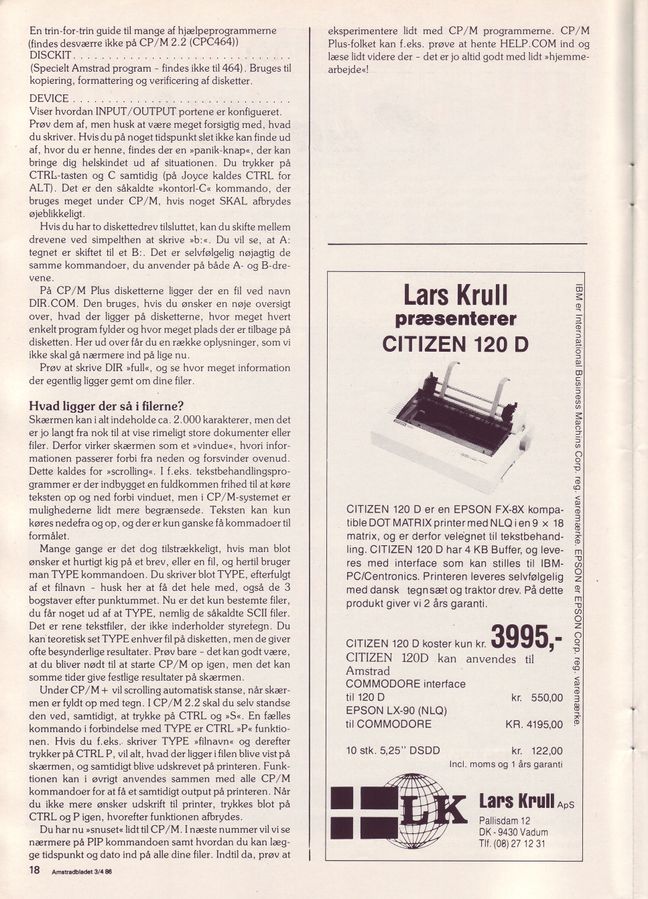 En trin-for-trin guide til mange af hjælpeprogrammerne
(findes desværre ikke på CP/M 2.2 (CPC464))
DISCKIT. . . . . . . . . . . . . . . . . . . . . . . . . . . . . .
(Specielt Amstrad program - findes ikke til 464). Bruges til
kopiering, formattering og verificering af disketter.
DEVICE . . . . . . . . . . . . . . . . . . . . . . . . . . . . . .
Viser hvordan INPUT/OUTPUT portene er konfigueret.
Prøv dem af, men husk at være meget forsigtig med, hvad
du skriver. Hvis du på noget tidspunkt slet ikke kan finde ud
af, hvor du er henne, findes der en »panik-knap«, der kan
bringe dig helskindet ud af situationen. Du trykker på
CTRL-tasten og C samtidig (på Joyce kaldes CTRL for
ALT). Det er den såkaldte »kontorl-C« kommando, der
bruges meget under CP/M, hvis noget SKAL afbrydes
øjeblikkeligt.
Hvis du har to diskettedrev tilsluttet, kan du skifte mellem
drevene ved simpelthen at skrive »b:«. Du vil se, at A:
tegnet er skiftet til et B:. Det er selvfølgelig nøjagtig de
samme kommandoer, du anvender på både A- og B-dre-
vene.
På CP/M Plus disketterne ligger der en fil ved navn
DIR.COM. Den bruges, hvis du ønsker en nøje oversigt
over, hvad der ligger på disketterne, hvor meget hvert
enkelt program fylder og hvor meget plads der er tilbage på
disketten. Her ud over får du en række oplysninger, som vi
ikke skal gå nærmere ind på lige nu.
Prøv at skrive DIR »full«, og se hvor meget information
der egentlig ligger gemt om dine filer.
Hvad ligger der så i filerne?
Skærmen kan i alt indeholde ca. 2.000 karakterer, men det
er jo langt fra nok til at vise rimeligt store dokumenter eller
filer. Derfor virker skærmen som et »vindue«, hvori infor-
mationen passerer forbi fra neden og forsvinder ovenud.
Dette kaldes for »scrolling«. I f.eks. tekstbehandlingspro-
grammer er der indbygget en fuldkommen frihed til at køre
teksten op og ned forbi vinduet, men i CP/M-systemet er
mulighederne lidt mere begrænsede. Teksten kan kun
køres nedefra og op, og der er kun ganske få kommadoer til
formålet.
Mange gange er det dog tilstrækkeligt, hvis man blot
ønsker et hurtigt kig på et brev, eller en fil, og hertil bruger
man TYPE kommandoen. Du skriver blot TYPE, efterfulgt
af et filnavn - husk her at få det hele med, også de 3
bogstaver efter punktummet. Nu er det kun bestemte filer,
du får noget ud af at TYPE, nemlig de såkaldte SCII filer.
Det er rene tekstfiler, der ikke inderholder styretegn. Du
kan teoretisk set TYPE enhver fil på disketten, men de giver
ofte besynderlige resultater. Prøv bare - det kan godt være,
at du bliver nødt til at starte CP/M op igen, men det kan
somme tider give festlige resultater på skærmen.
Under CP/M+ vil scrolling automatisk stanse, når skær-
men er fyldt op med tegn. I CP/M 2.2 skal du selv standse
den ved, samtidigt, at trykke på CTRL og »S«. En fælles
kommando i forbindelse med TYPE er CTRL »P« funktio-
nen. Hvis du f.eks. skriver TYPE »filnavn« og derefter
trykker på CTRL P, vil alt, hvad der ligger i filen blive vist på
skærmen, og samtidigt blive udskrevet på printeren. Funk-
tionen kan i øvrigt anvendes sammen med alle CP/M
kommandoer for at få et samtidigt output på printeren. Når
du ikke mere ønsker udskrift til printer, trykkes blot på
CTRL og P igen, hvorefter funktionen afbrydes.
Du har nu »snuset« lidt til CP/M. I næste nummer vil vi se
nærmere på PIP kommandoen samt hvordan du kan læg-
ge tidspunkt og dato ind på alle dine filer. Indtil da, prøv at
18 Amstradbladet 3/4 86
eksperimentere lidt med CP/M programmerne. CP/M
Plus-folket kan f.eks. prøve at hente HELP.COM ind og
læse lidt videre der - det er jo altid godt med lidt »hjemme-
arbejde«!
Lars Krull
præsenterer
CITIZEN 120 D
CITIZEN 120 D er en EPSON FX-8X kompa-
tible DOT MATRIX printer med NLQ i en 9 × 18
matrix, og er derfor velegnet til tekstbehand-
ling. CITIZEN 120 D har 4 KB Buffer, og leve-
res med interface som kan stilles til IBM-
PC/Centronics. Printeren leveres selvfølgelig
med dansk tegnsæt og traktor drev. På dette
produkt giver vi 2 års garanti.
CITIZEN 120 D koster kun kr. 3995,-
CITIZEN 120D kan anvendes til
Amstrad
COMMODORE interface
til 120 D kr. 550,00
EPSON LX-90 (NLQ)
til COMMODORE KR. 4195,00
10 stk. 5,25" DSDD kr. 122,00
Incl. moms og 1 års garanti
LK
Lars Krull ApS
Pallisdam 12
DK - 9430 Vadum
Tlf. (08) 27 12 31
IBM er International Business Machins Corp. reg. varemærke. EPSON er EPSON Corp. reg. varemærke.